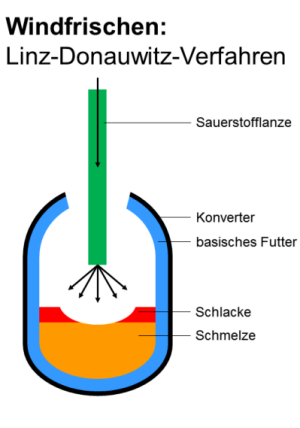 Windfrischen:
Linz-Donauwitz-Verfahren
Sauerstofflanze
Konverter
basisches Futter
Schlacke
Schmelze